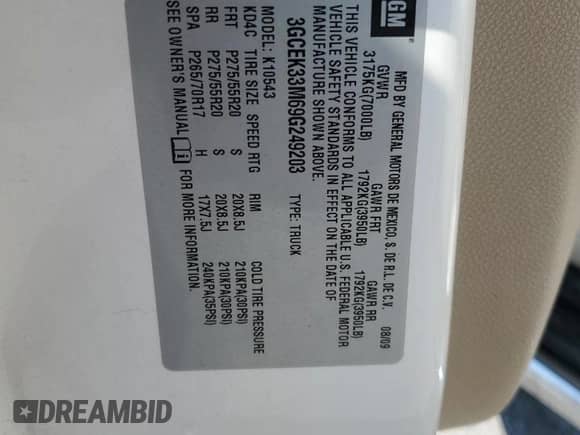 GM
MFD BY GENERAL MOTORS DE MEXICO, S. DE R.L. DE C.V. 08/09
GVWR GAWR FRT GAWR RR
3175KG(7000LB) 1792KG(3950LB) 1792KG(3950LB)
THIS VEHICLE CONFORMS TO ALL APPLICABLE U.S. FEDERAL MOTOR
VEHICLE SAFETY STANDARDS IN EFFECT ON THE DATE OF
MANUFACTURE SHOWN ABOVE.
3GCEK33M69G249203 TYPE: TRUCK
MODEL: K10543
KD4C TIRE SIZE SPEED RTG RIM COLD TIRE PRESSURE
FRT P275/55R20 S 20X8.5J 210KPA(30PSI)
RR P275/55R20 S 20X8.5J 210KPA(30PSI)
SPA P265/70R17 H 17X7.5J 240KPA(35PSI)
SEE OWNER'S MANUAL i FOR MORE INFORMATION.
DREAMBID